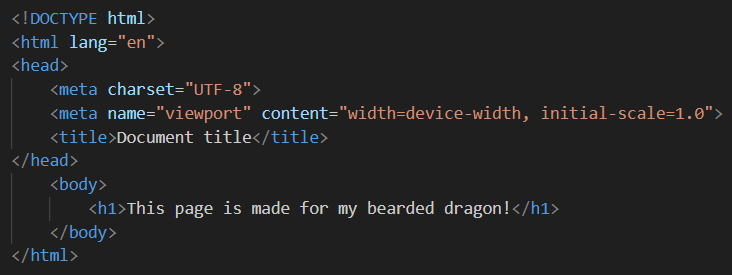 <!DOCTYPE html>
<html lang="en">
<head>
    <meta charset="UTF-8">
    <meta name="viewport" content="width=device-width, initial-scale=1.0">
    <title>Document title</title>
</head>
    <body>
        <h1>This page is made for my bearded dragon!</h1>
    </body>
</html>